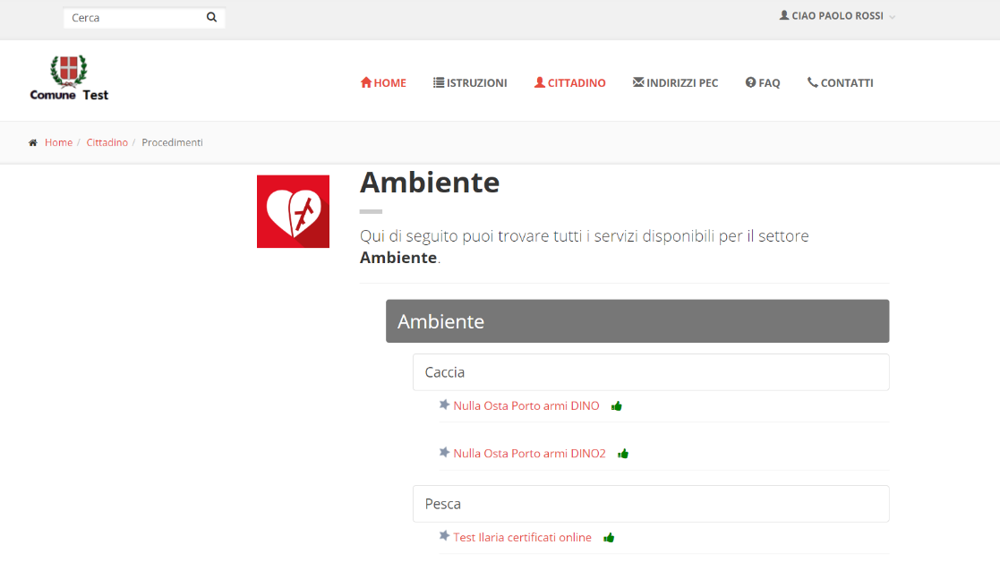 Cerca
CIAO PAOLO ROSSI
Comune Test
HOME ISTRUZIONI CITTADINO INDIRIZZI PEC FAQ CONTATTI
Home / Cittadino / Procedimenti
Ambiente
Qui di seguito puoi trovare tutti i servizi disponibili per il settore
Ambiente.
Ambiente
Caccia
Nulla Osta Porto armi DINO
Nulla Osta Porto armi DINO2
Pesca
Test Ilaria certificati online